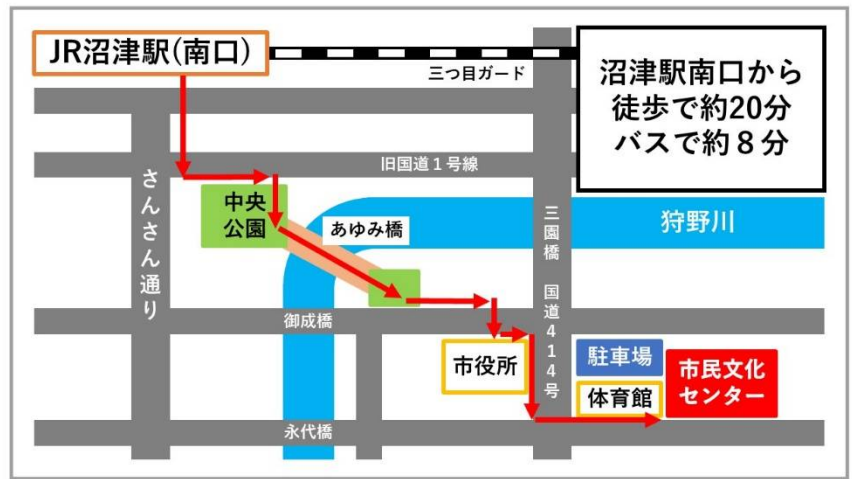 JR沼津駅(南口)
三つ目ガード
沼津駅南口から
徒歩で約20分
バスで約８分
旧国道１号線
さんさん通り
中央
公園
あゆみ橋
三園橋　国道414号
狩野川
御成橋
市役所
駐車場
体育館
市民文化
センター
永代橋